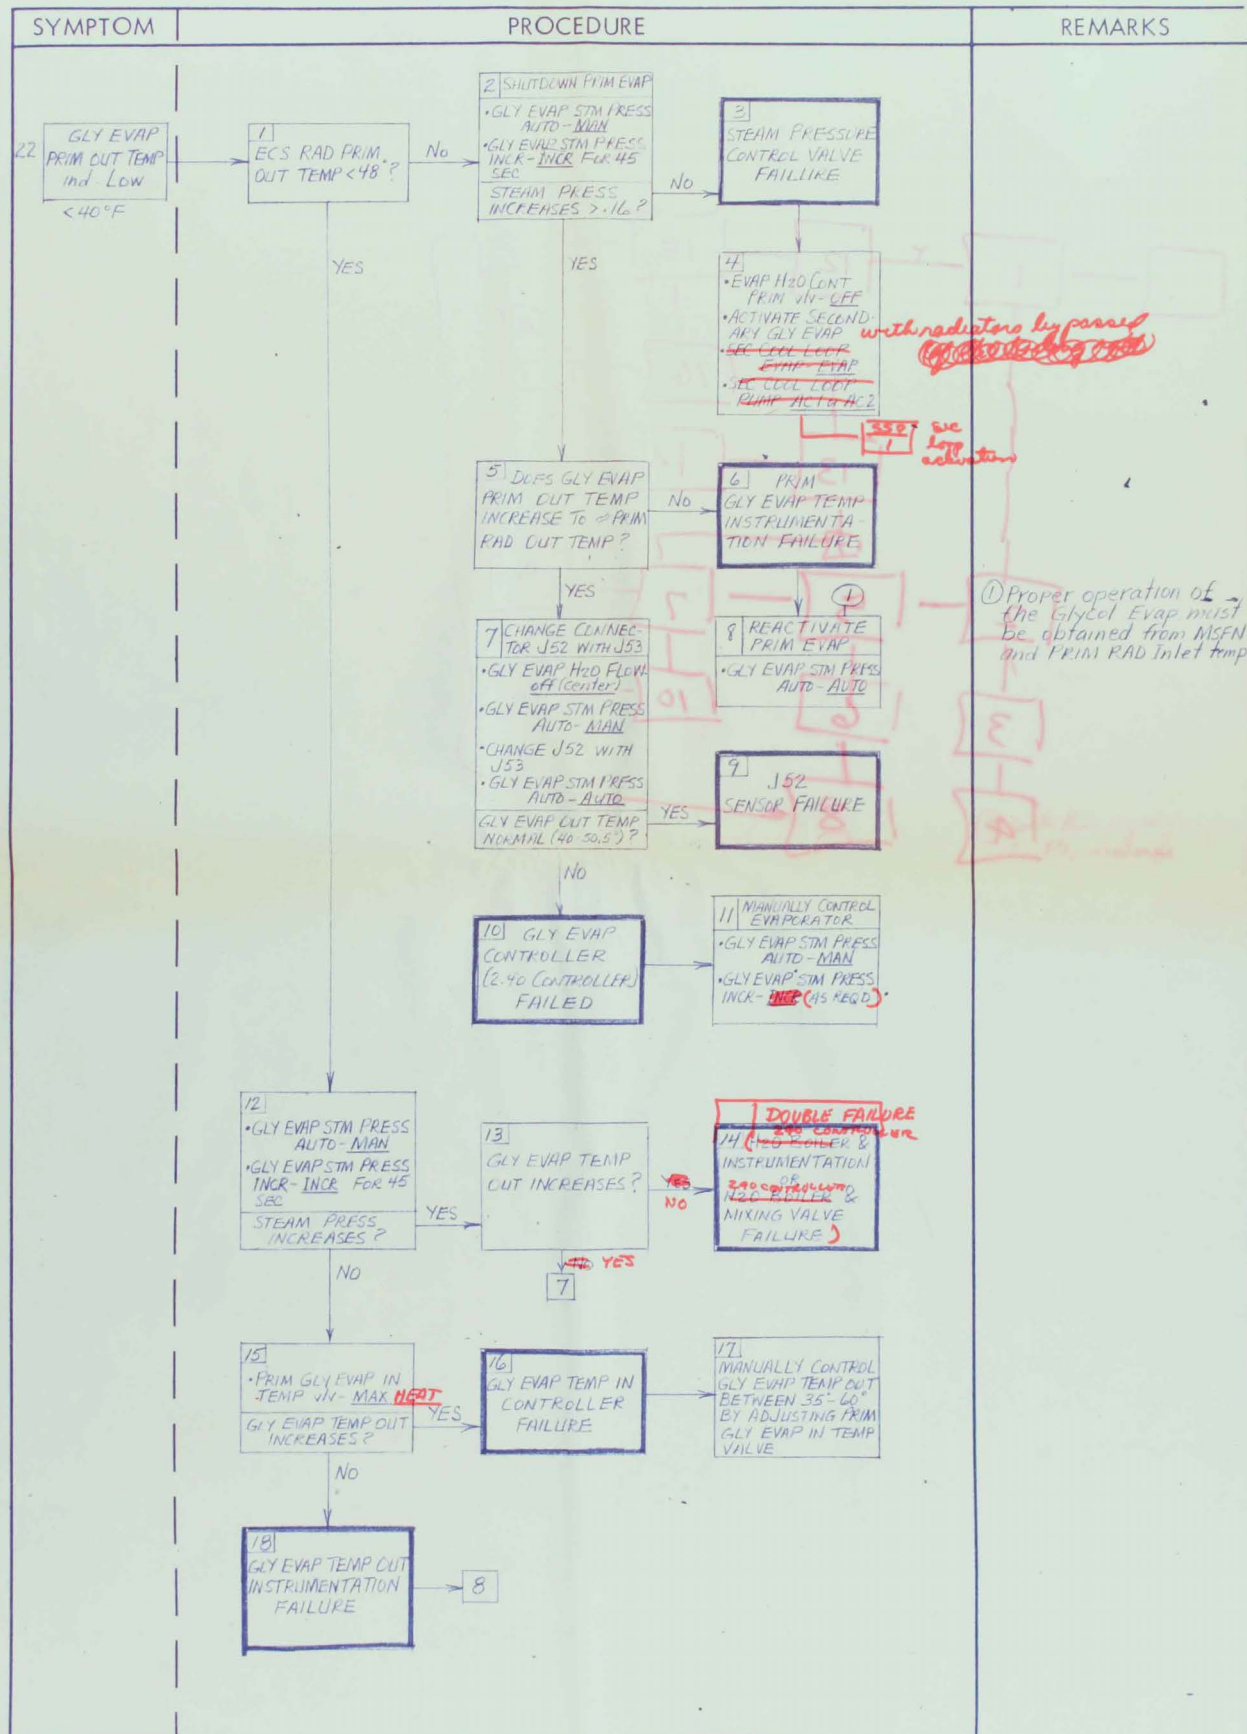 SYMPTOM
PROCEDURE
REMARKS
22
GLY EVAP
PRIM OUT TEMP
ind - Low
<40°F
1
ECS RAD PRIM.
OUT TEMP <48°?
No
YES
2 SHUTDOWN PRIM EVAP
•GLY EVAP STM PRESS
AUTO-MAN
•GLY EVAP STM PRESS
INCR-INCR FOR 45
SEC
STEAM PRESS
INCREASES >.16?
NO
YES
3
STEAM PRESSURE
CONTROL VALVE
FAILURE
4
•EVAP H2O CONT
PRIM vlv-OFF
•ACTIVATE SECOND-
ARY GLY EVAP with radiators bypassed
•SEC COOL LOOP
EVAP-EVAP
•SEC COOL LOOP
PUMP AC1 or AC2
SSR
1
sec
loop
activation
5 DOES GLY EVAP
PRIM OUT TEMP
INCREASE TO ≈ PRIM
RAD OUT TEMP?
No
YES
6 PRIM
GLY EVAP TEMP
INSTRUMENTA-
TION FAILURE
1
8 REACTIVATE
PRIM EVAP
•GLY EVAP STM PRESS
AUTO-AUTO
① Proper operation of
the Glycol Evap must
be obtained from MSFN
and PRIM RAD Inlet temp
7 CHANGE CONNEC-
TOR J52 WITH J53
•GLY EVAP H2O FLOW-
off (center)
•GLY EVAP STM PRESS
AUTO-MAN
•CHANGE J52 WITH
J53
•GLY EVAP STM PRESS
AUTO-AUTO
GLY EVAP OUT TEMP
NORMAL (40-50.5°)?
YES
NO
9
J52
SENSOR FAILURE
10 GLY EVAP
CONTROLLER
(2.40 CONTROLLER)
FAILED
11 MANUALLY CONTROL
EVAPORATOR
•GLY EVAP STM PRESS
AUTO-MAN
•GLY EVAP STM PRESS
INCR-INCR (AS REQD)
12
•GLY EVAP STM PRESS
AUTO-MAN
•GLY EVAP STM PRESS
INCR-INCR FOR 45
SEC
STEAM PRESS
INCREASES?
YES
NO
13
GLY EVAP TEMP
OUT INCREASES?
YES
NO
NO YES
7
DOUBLE FAILURE
240 CONTROLLER
14 (H2O BOILER &
INSTRUMENTATION
OR
240 CONTROLLER
H2O BOILER &
MIXING VALVE
FAILURE)
15
•PRIM GLY EVAP IN
TEMP vlv-MAX HEAT
GLY EVAP TEMP OUT
INCREASES?
YES
NO
16
GLY EVAP TEMP IN
CONTROLLER
FAILURE
17
MANUALLY CONTROL
GLY EVAP TEMP OUT
BETWEEN 35°-60°
BY ADJUSTING PRIM
GLY EVAP IN TEMP
VALVE
18
GLY EVAP TEMP OUT
INSTRUMENTATION
FAILURE
8